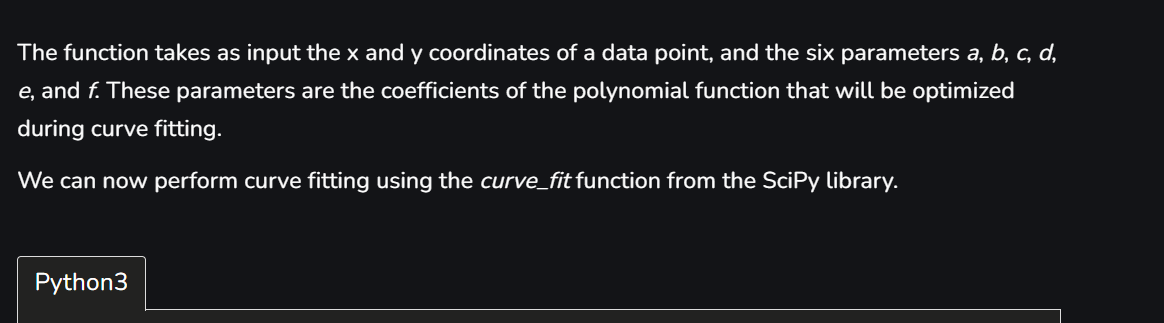 The function takes as input the x and y coordinates of a data point, and the six parameters a, b, c, d,
e, and f. These parameters are the coefficients of the polynomial function that will be optimized
during curve fitting.
We can now perform curve fitting using the curve_fit function from the SciPy library.
Python3